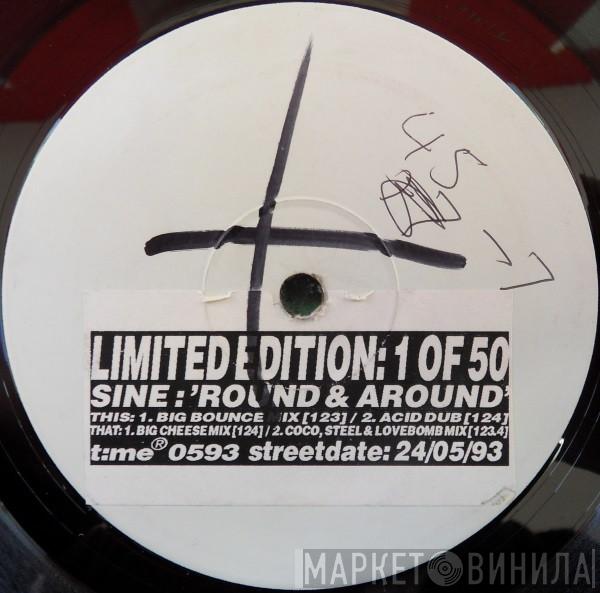 45
LIMITED EDITION: 1 OF 50
SINE : 'ROUND & AROUND'
THIS: 1. BIG BOUNCE MIX [123] / 2. ACID DUB [124]
THAT: 1. BIG CHEESE MIX [124] / 2. COCO, STEEL & LOVEBOMB MIX [123.4]
t:me® 0593 streetdate: 24/05/93
МАРКЕТ ВИНИЛА